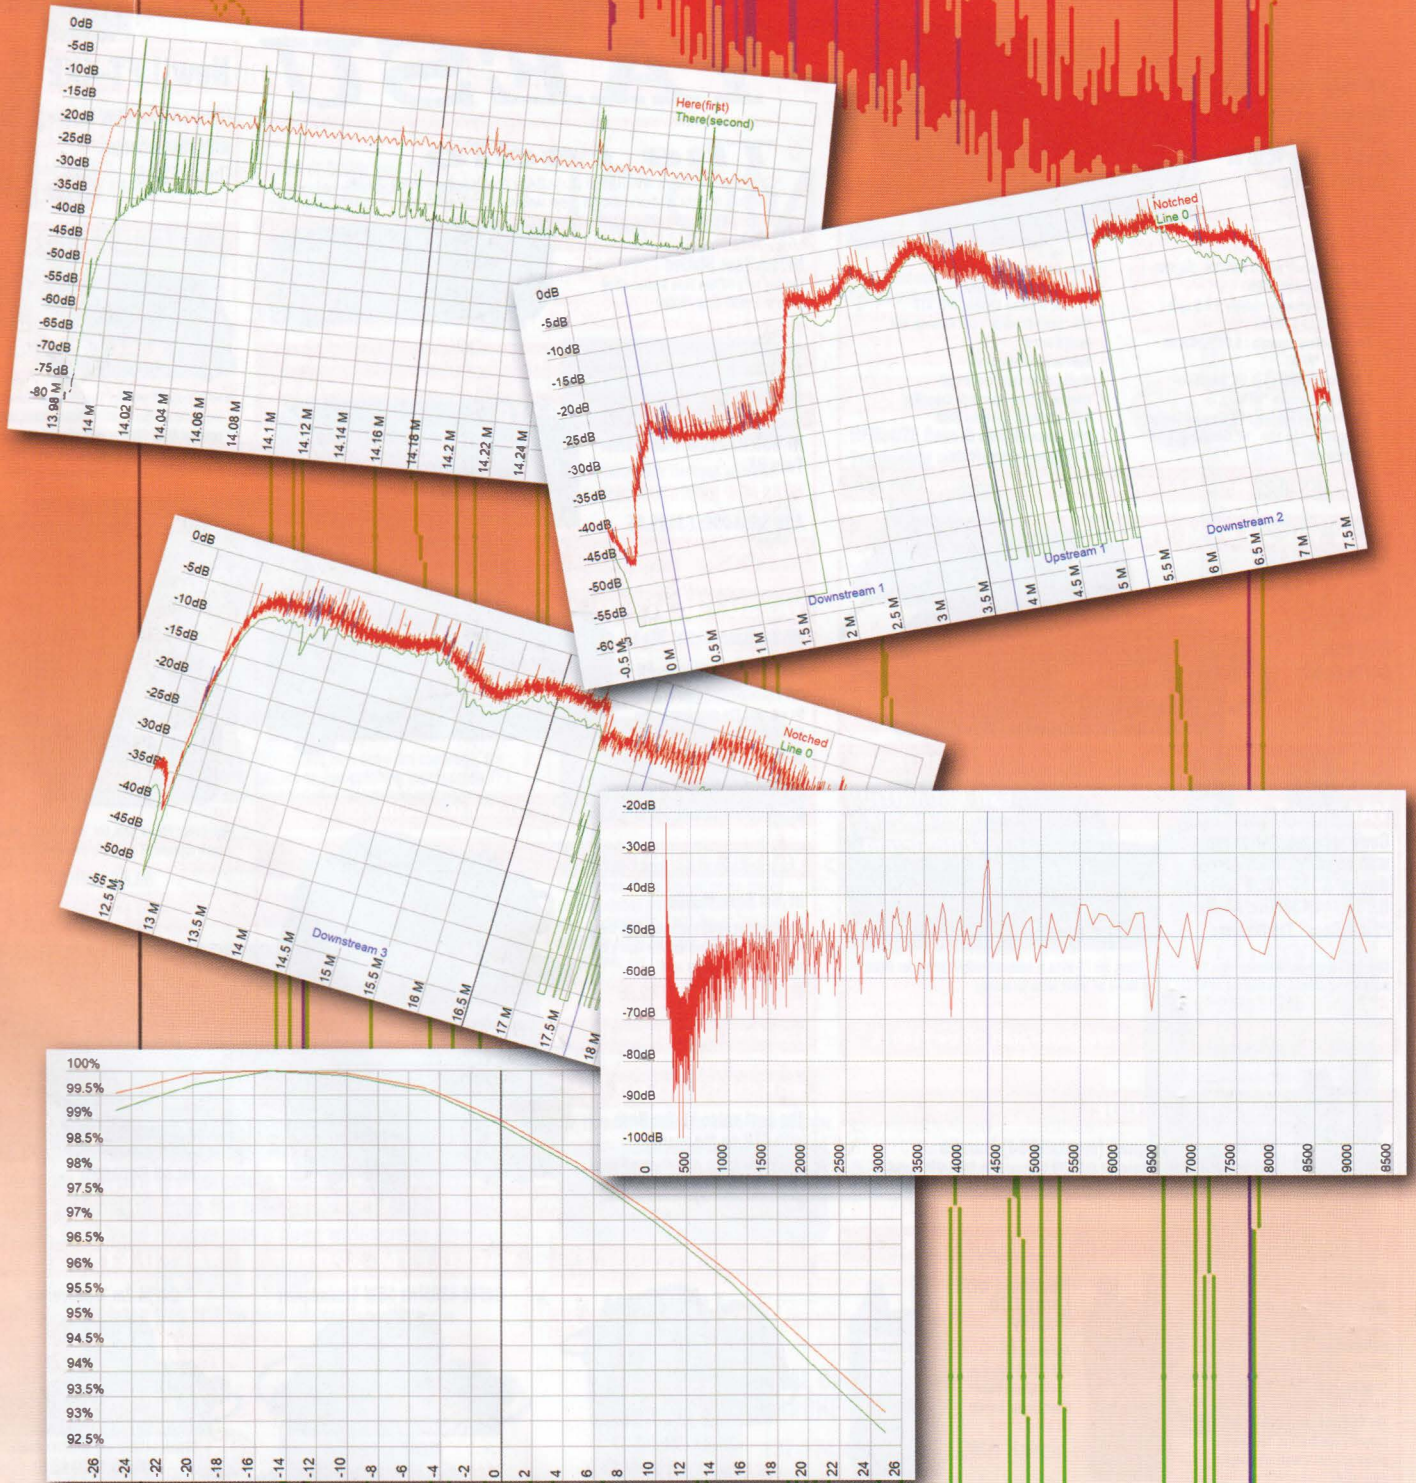 0dB
-5dB
-10dB
-15dB
-20dB
-25dB
-30dB
-35dB
-40dB
-45dB
-50dB
-55dB
-60dB
-65dB
-70dB
-75dB
-80
Here(first)
There(second)
13.98 M
14 M
14.02 M
14.04 M
14.06 M
14.08 M
14.1 M
14.12 M
14.14 M
14.16 M
14.18 M
14.2 M
14.22 M
14.24 M
0dB
-5dB
-10dB
-15dB
-20dB
-25dB
-30dB
-35dB
-40dB
-45dB
-50dB
-55dB
-60
Notched
Line 0
Downstream 1
Upstream 1
Downstream 2
-0.5 M
0 M
0.5 M
1 M
1.5 M
2 M
2.5 M
3 M
3.5 M
4 M
4.5 M
5 M
5.5 M
6 M
6.5 M
7 M
7.5 M
0dB
-5dB
-10dB
-15dB
-20dB
-25dB
-30dB
-35dB
-40dB
-45dB
-50dB
-55
Notched
Line 0
Downstream 3
12.5 M
13 M
13.5 M
14 M
14.5 M
15 M
15.5 M
16 M
16.5 M
17 M
17.5 M
18 M
-20dB
-30dB
-40dB
-50dB
-60dB
-70dB
-80dB
-90dB
-100dB
0
500
1000
1500
2000
2500
3000
3500
4000
4500
5000
5500
6000
6500
7000
7500
8000
8500
9000
8500
100%
99.5%
99%
98.5%
98%
97.5%
97%
96.5%
96%
95.5%
95%
94.5%
94%
93.5%
93%
92.5%
-26
-24
-22
-20
-18
-16
-14
-12
-10
-8
-6
-4
-2
0
2
4
6
8
10
12
14
16
18
20
22
24
26